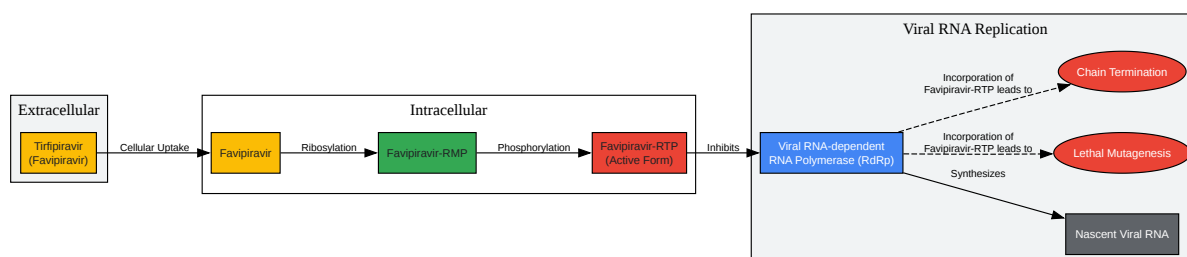 Extracellular
Tirfipiravir
(Favipiravir)
Cellular Uptake
Intracellular
Favipiravir
Ribosylation
Favipiravir-RMP
Phosphorylation
Favipiravir-RTP
(Active Form)
Inhibits
Viral RNA Replication
Viral RNA-dependent
RNA Polymerase (RdRp)
Incorporation of
Favipiravir-RTP leads to
Chain Termination
Incorporation of
Favipiravir-RTP leads to
Lethal Mutagenesis
Synthesizes
Nascent Viral RNA